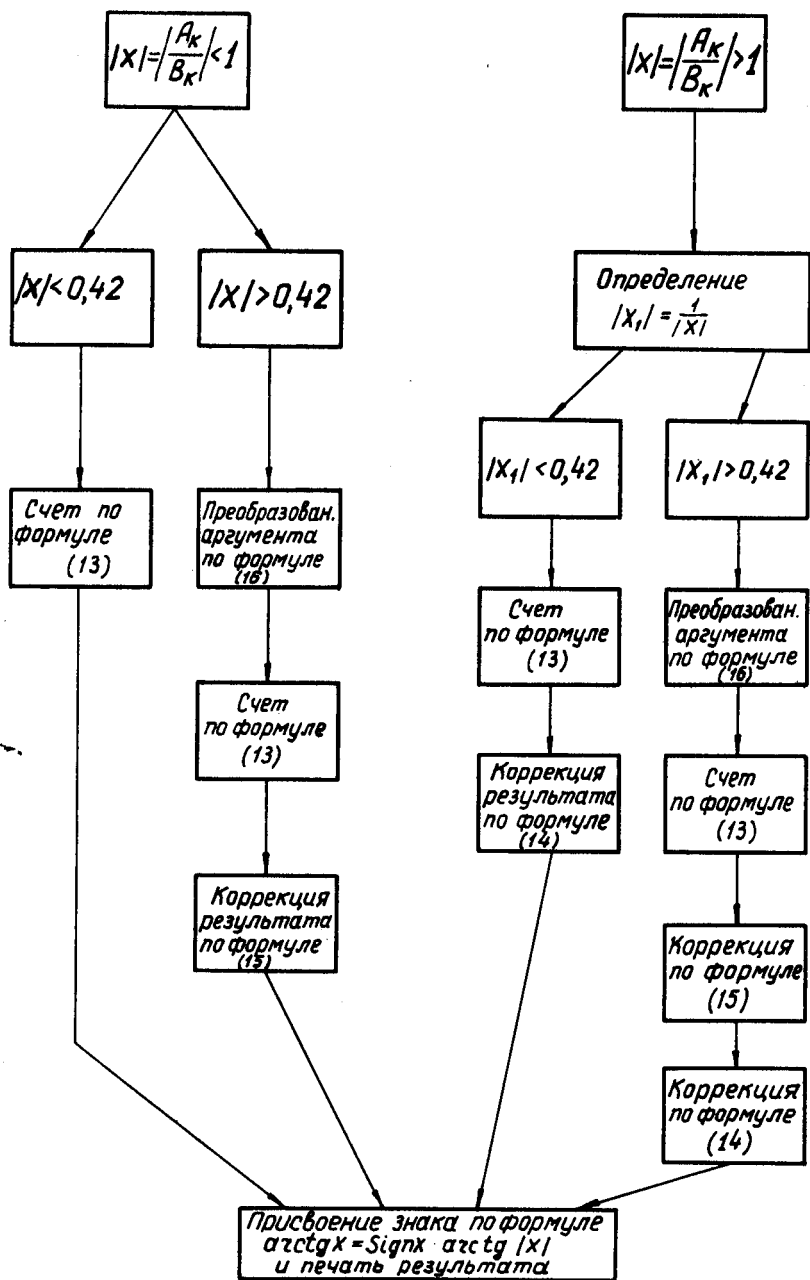 |x|=|Aк/Bк|<1
|x|=|Aк/Bк|>1
|x|<0,42
|x|>0,42
Определение
|x₁| = 1/|x|
|x₁|<0,42
|x₁|>0,42
Счет по
формуле
(13)
Преобразован.
аргумента
по формуле
(16)
Счет
по формуле
(13)
Преобразован.
аргумента
по формуле
(16)
Счет
по формуле
(13)
Коррекция
результата
по формуле
(14)
Счет
по формуле
(13)
Коррекция
результата
по формуле
(15)
Коррекция
по формуле
(15)
Коррекция
по формуле
(14)
Присвоение знака по формуле
arctgx=Signx arctg |x|
и печать результата